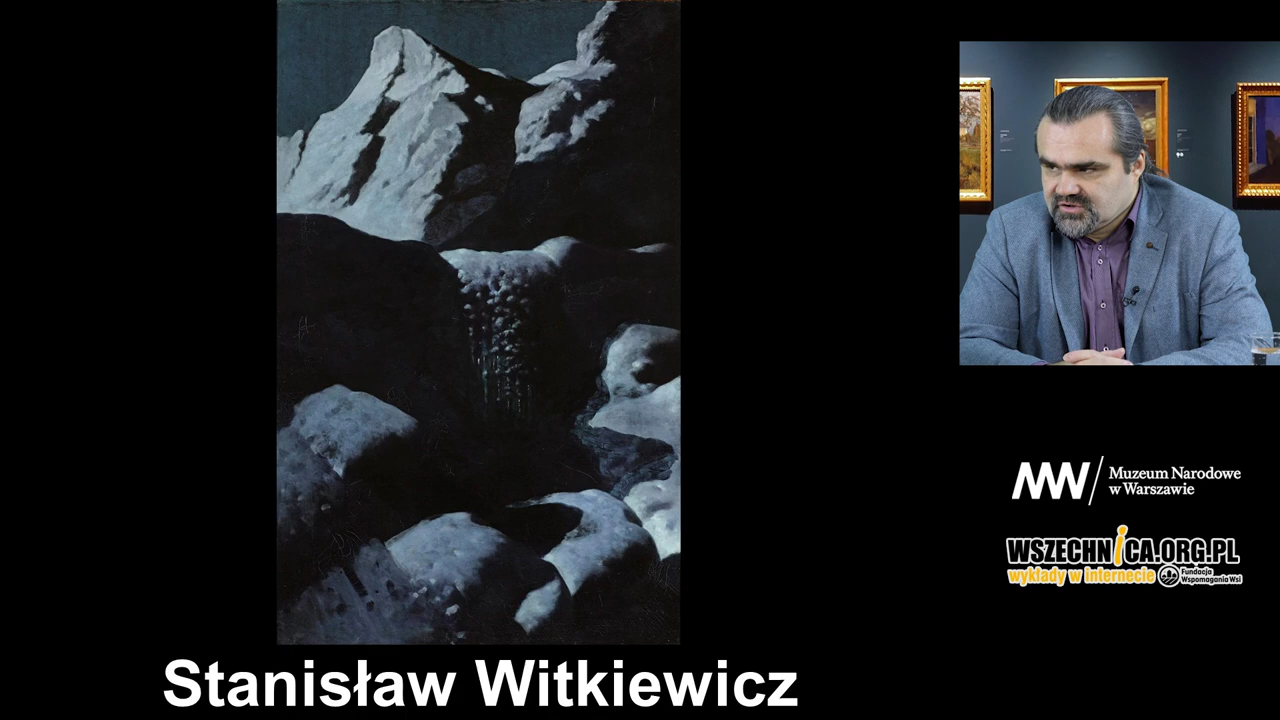 Muzeum Narodowe
w Warszawie
WSZECHNICA.ORG.PL
wykłady w internecie
Fundacja
Wspomagania Wsi
Stanisław Witkiewicz